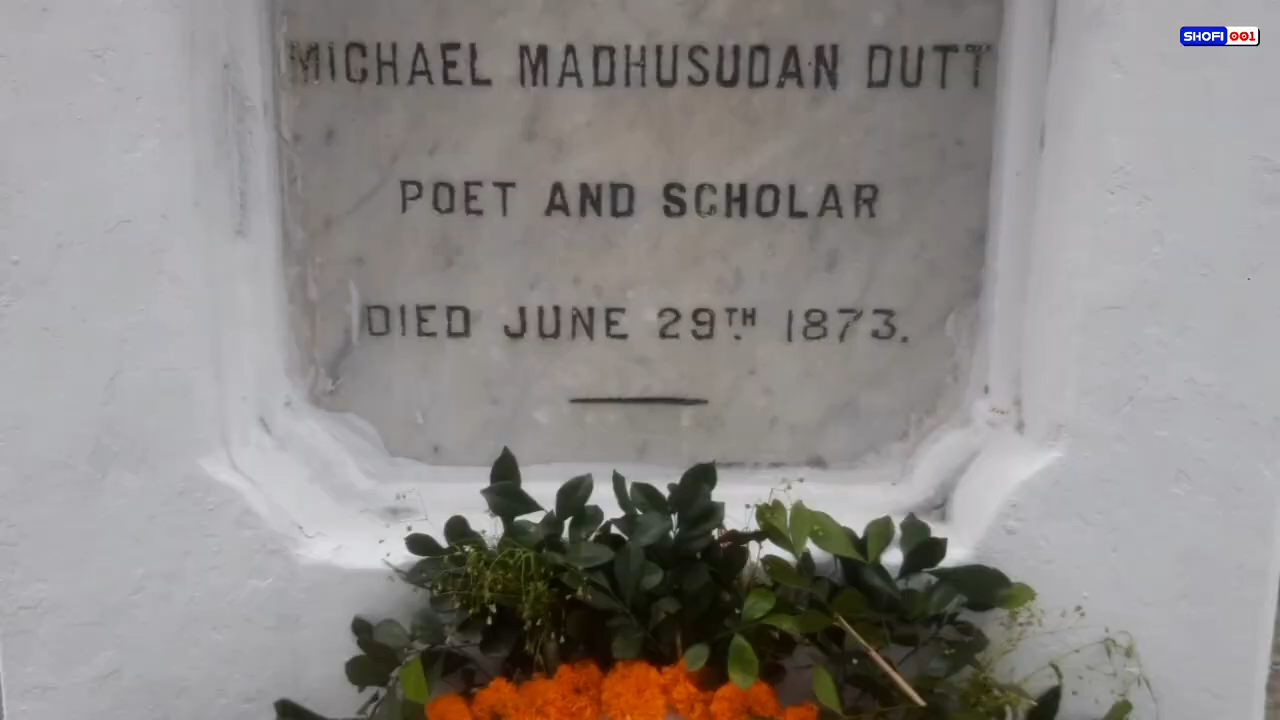 SHOFI 001
MICHAEL MADHUSUDAN DUTT
POET AND SCHOLAR
DIED JUNE 29TH 1873.